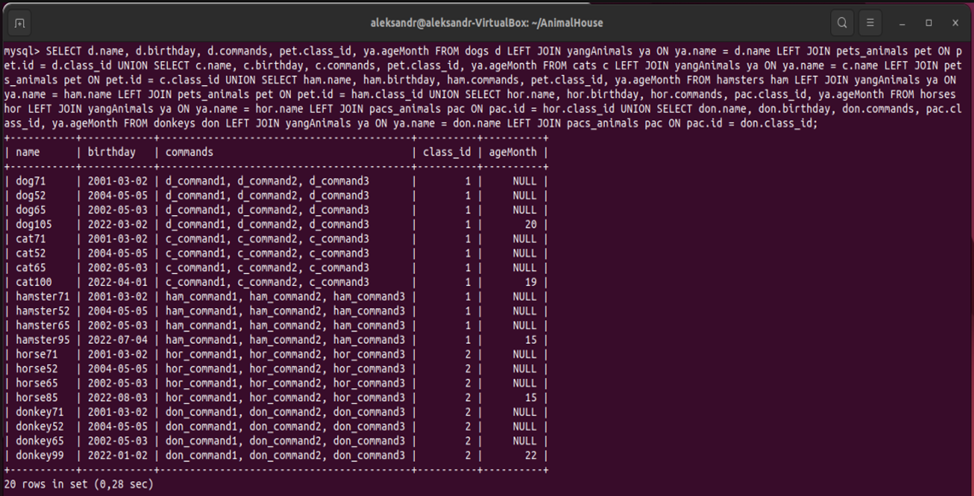 aleksandr@aleksandr-VirtualBox: ~/AnimalHouse
mysql> SELECT d.name, d.birthday, d.commands, pet.class_id, ya.ageMonth FROM dogs d LEFT JOIN yangAnimals ya ON ya.name = d.name LEFT JOIN pets_animals pet ON p
et.id = d.class_id UNION SELECT c.name, c.birthday, c.commands, pet.class_id, ya.ageMonth FROM cats c LEFT JOIN yangAnimals ya ON ya.name = c.name LEFT JOIN pet
s_animals pet ON pet.id = c.class_id UNION SELECT ham.name, ham.birthday, ham.commands, pet.class_id, ya.ageMonth FROM hamsters ham LEFT JOIN yangAnimals ya ON
ya.name = ham.name LEFT JOIN pets_animals pet ON pet.id = ham.class_id UNION SELECT hor.name, hor.birthday, hor.commands, pac.class_id, ya.ageMonth FROM horses
hor LEFT JOIN yangAnimals ya ON ya.name = hor.name LEFT JOIN pacs_animals pac ON pac.id = hor.class_id UNION SELECT don.name, don.birthday, don.commands, pac.cl
ass_id, ya.ageMonth FROM donkeys don LEFT JOIN yangAnimals ya ON ya.name = don.name LEFT JOIN pacs_animals pac ON pac.id = don.class_id;
+-----------+------------+------------------------------------------+----------+----------+
| name | birthday | commands | class_id | ageMonth |
+-----------+------------+------------------------------------------+----------+----------+
| dog71 | 2001-03-02 | d_command1, d_command2, d_command3 | 1 | NULL |
| dog52 | 2004-05-05 | d_command1, d_command2, d_command3 | 1 | NULL |
| dog65 | 2002-05-03 | d_command1, d_command2, d_command3 | 1 | NULL |
| dog105 | 2022-03-02 | d_command1, d_command2, d_command3 | 1 | 20 |
| cat71 | 2001-03-02 | c_command1, c_command2, c_command3 | 1 | NULL |
| cat52 | 2004-05-05 | c_command1, c_command2, c_command3 | 1 | NULL |
| cat65 | 2002-05-03 | c_command1, c_command2, c_command3 | 1 | NULL |
| cat100 | 2022-04-01 | c_command1, c_command2, c_command3 | 1 | 19 |
| hamster71 | 2001-03-02 | ham_command1, ham_command2, ham_command3 | 1 | NULL |
| hamster52 | 2004-05-05 | ham_command1, ham_command2, ham_command3 | 1 | NULL |
| hamster65 | 2002-05-03 | ham_command1, ham_command2, ham_command3 | 1 | NULL |
| hamster95 | 2022-07-04 | ham_command1, ham_command2, ham_command3 | 1 | 15 |
| horse71 | 2001-03-02 | hor_command1, hor_command2, hor_command3 | 2 | NULL |
| horse52 | 2004-05-05 | hor_command1, hor_command2, hor_command3 | 2 | NULL |
| horse65 | 2002-05-03 | hor_command1, hor_command2, hor_command3 | 2 | NULL |
| horse85 | 2022-08-03 | hor_command1, hor_command2, hor_command3 | 2 | 15 |
| donkey71 | 2001-03-02 | don_command1, don_command2, don_command3 | 2 | NULL |
| donkey52 | 2004-05-05 | don_command1, don_command2, don_command3 | 2 | NULL |
| donkey65 | 2002-05-03 | don_command1, don_command2, don_command3 | 2 | NULL |
| donkey99 | 2022-01-02 | don_command1, don_command2, don_command3 | 2 | 22 |
+-----------+------------+------------------------------------------+----------+----------+
20 rows in set (0,28 sec)